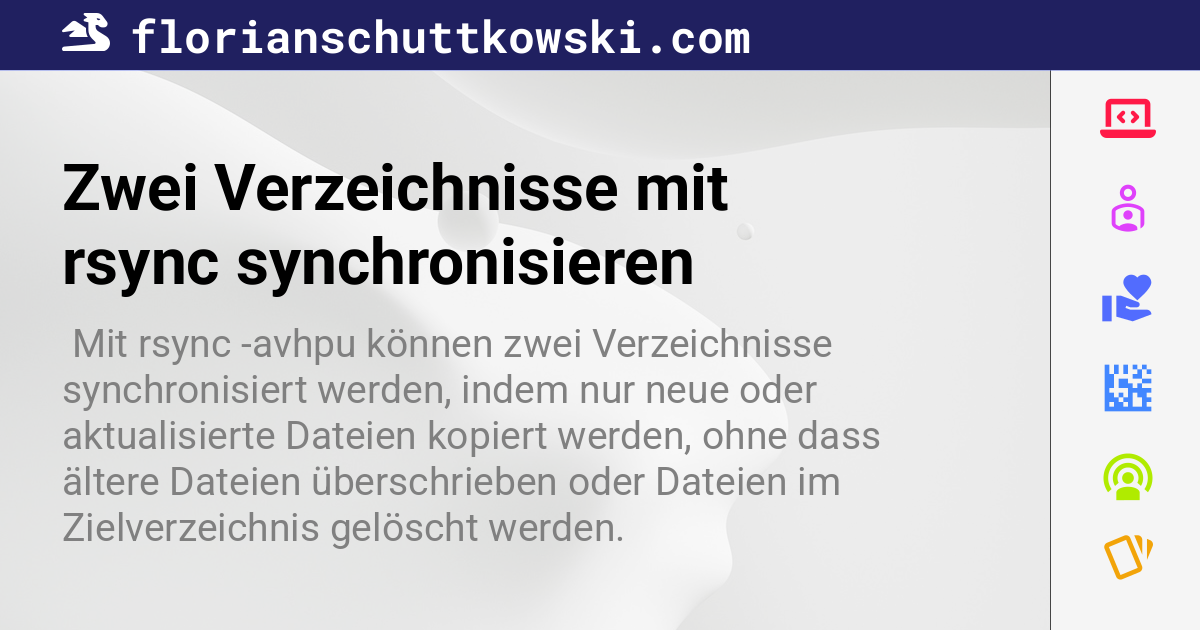 florianschuttkowski.com
Zwei Verzeichnisse mit
rsync synchronisieren
Mit rsync -avhpu können zwei Verzeichnisse
synchronisiert werden, indem nur neue oder
aktualisierte Dateien kopiert werden, ohne dass
ältere Dateien überschrieben oder Dateien im
Zielverzeichnis gelöscht werden.